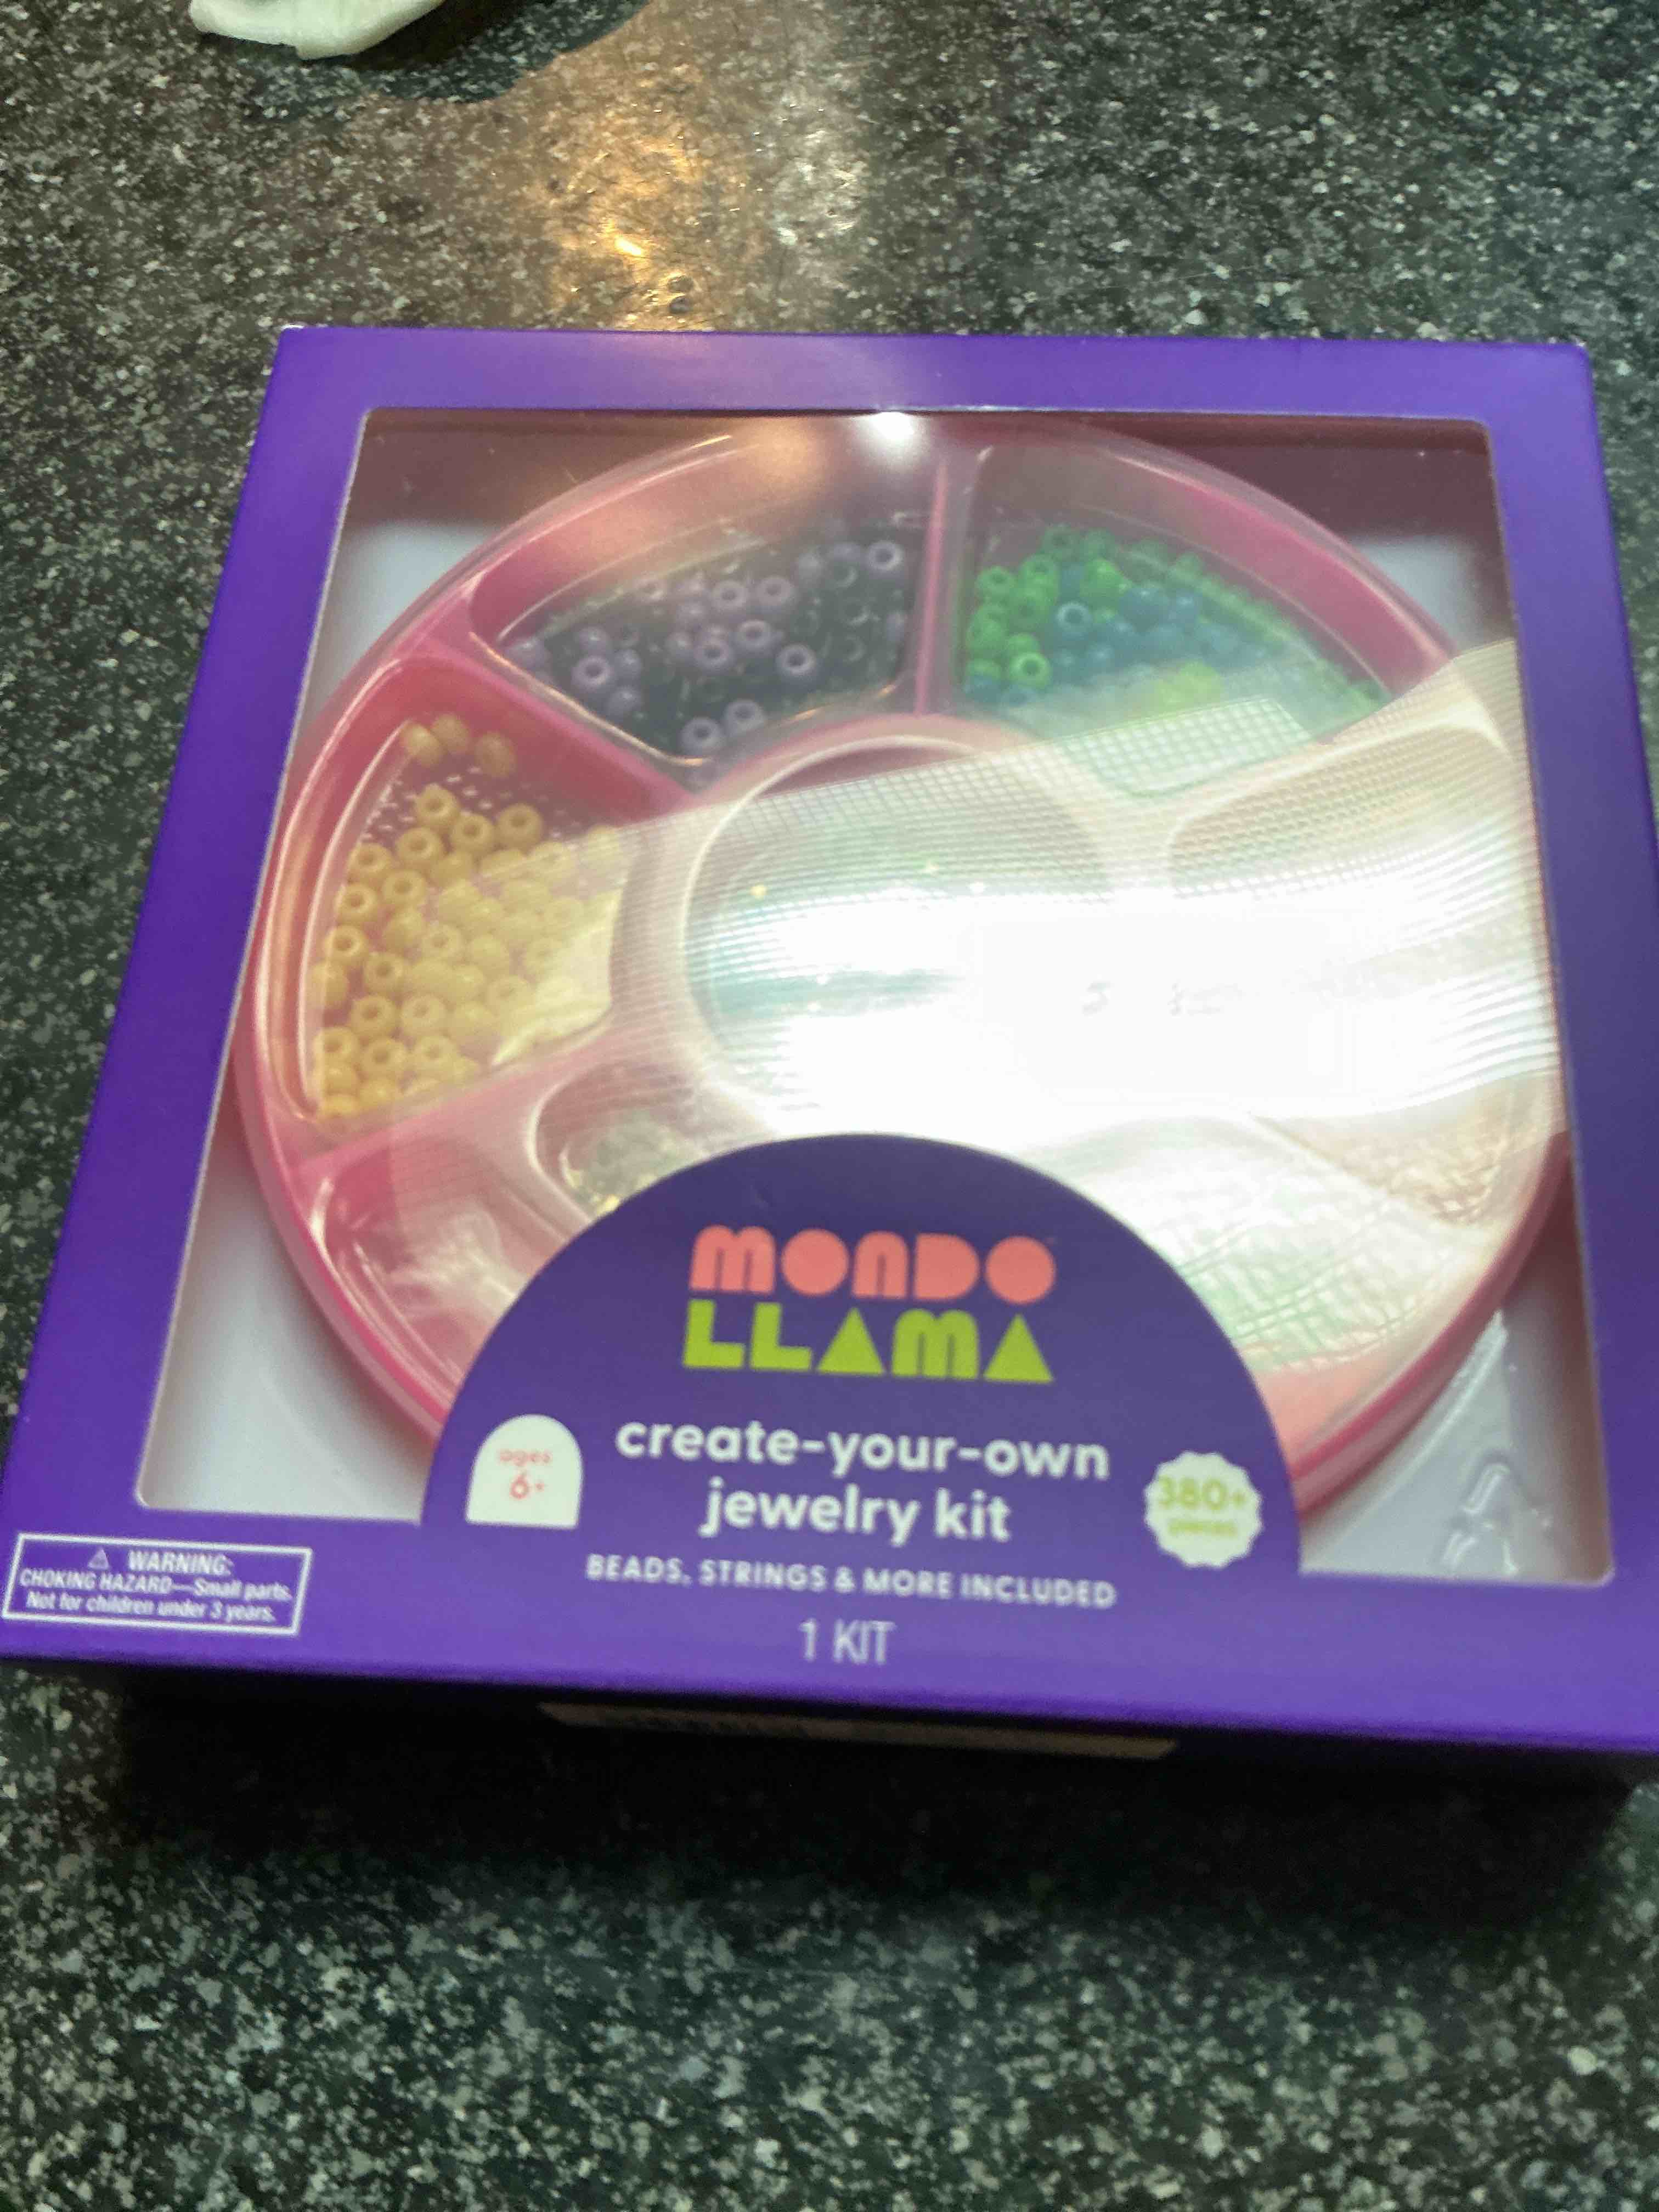 MONDO
LLAMA
ages
6+
create-your-own
jewelry kit
380+
pieces
BEADS, STRINGS & MORE INCLUDED
1 KIT
⚠ WARNING:
CHOKING HAZARD—Small parts.
Not for children under 3 years.